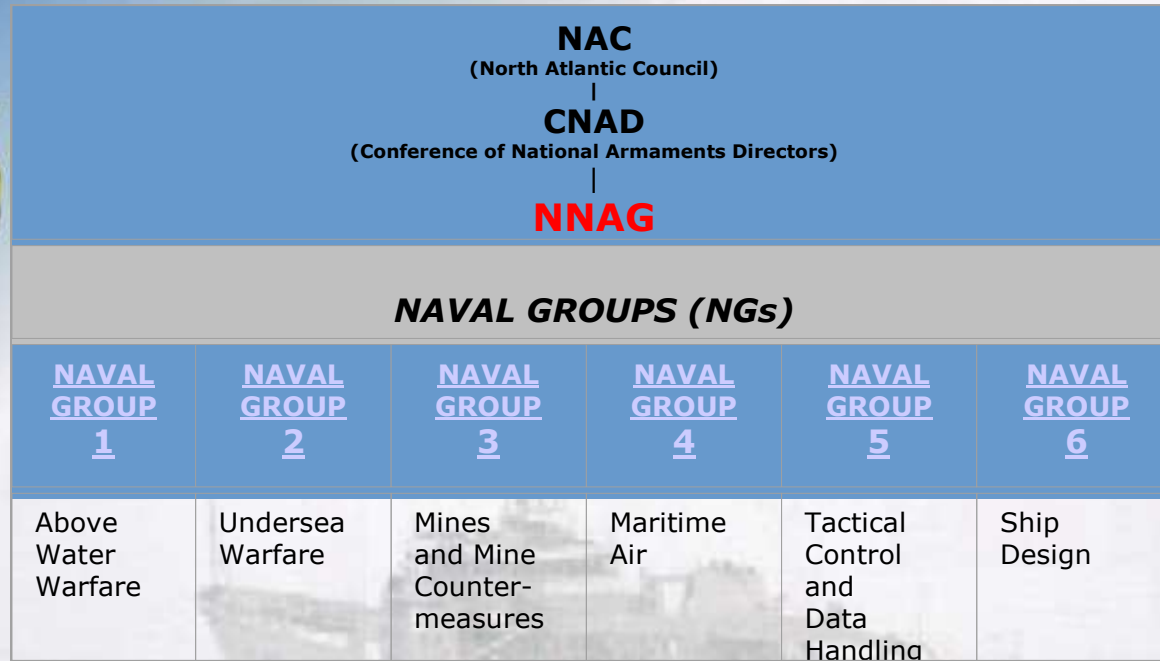 NAC
(North Atlantic Council)
|
CNAD
(Conference of National Armaments Directors)
|
NNAG
NAVAL GROUPS (NGs)
NAVAL
GROUP
1
NAVAL
GROUP
2
NAVAL
GROUP
3
NAVAL
GROUP
4
NAVAL
GROUP
5
NAVAL
GROUP
6
Above
Water
Warfare
Undersea
Warfare
Mines
and Mine
Counter-
measures
Maritime
Air
Tactical
Control
and
Data
Handling
Ship
Design